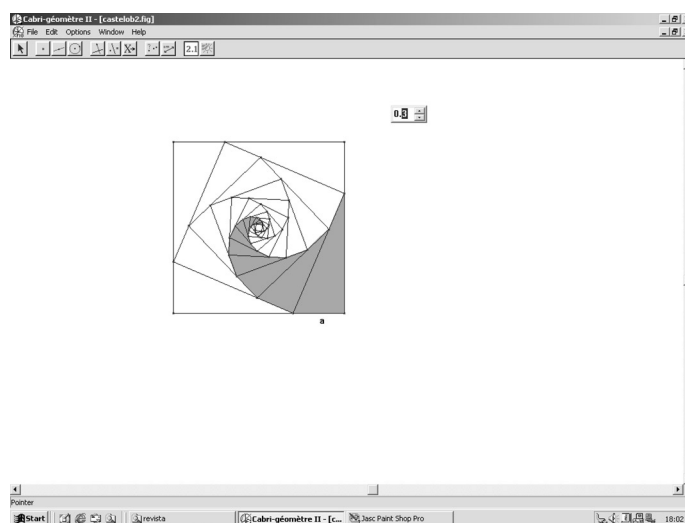 Cabri-géomètre II - [castelob2.fig]
File Edit Options Window Help
2.1
0.3
a
Pointer
Start revista Cabri-géomètre II - [c... Jasc Paint Shop Pro 18:02